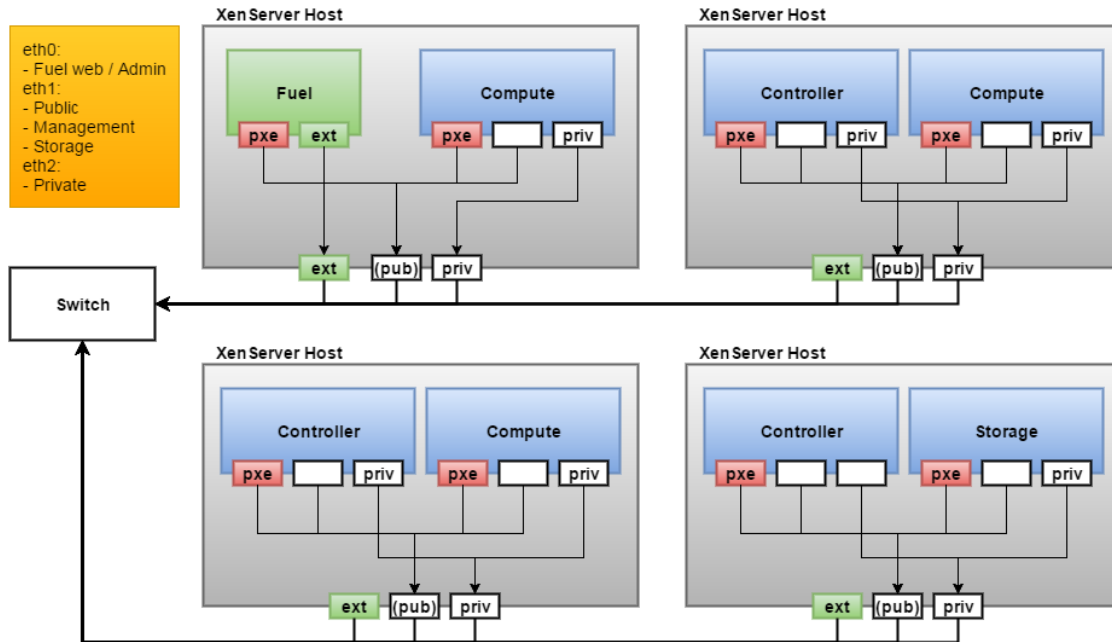 XenServer Host
XenServer Host
eth0:
- Fuel web / Admin
eth1:
- Public
- Management
- Storage
eth2:
- Private
Fuel
Compute
pxe
ext
pxe
priv
Controller
Compute
pxe
priv
pxe
priv
ext
(pub)
priv
ext
(pub)
priv
Switch
XenServer Host
XenServer Host
Controller
Compute
pxe
priv
pxe
priv
Controller
Storage
pxe
pxe
priv
ext
(pub)
priv
ext
(pub)
priv